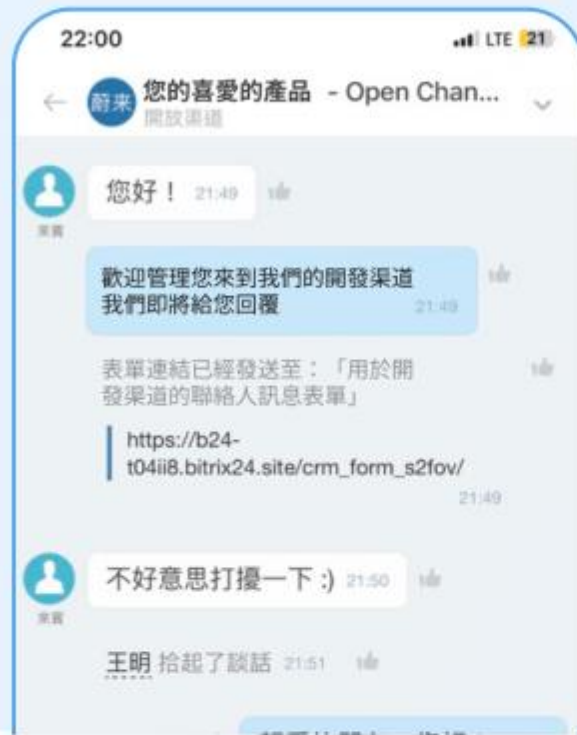 22:00
LTE 21
蔚来
您的喜愛的產品 - Open Chan...
開放渠道
您好！ 21:49
來賓
歡迎管理您來到我們的開發渠道
我們即將給您回覆 21:49
表單連結已經發送至：「用於開
發渠道的聯絡人訊息表單」
https://b24-
t04ii8.bitrix24.site/crm_form_s2fov/
21:49
不好意思打擾一下 :) 21:50
來賓
王明 拾起了談話 21:51